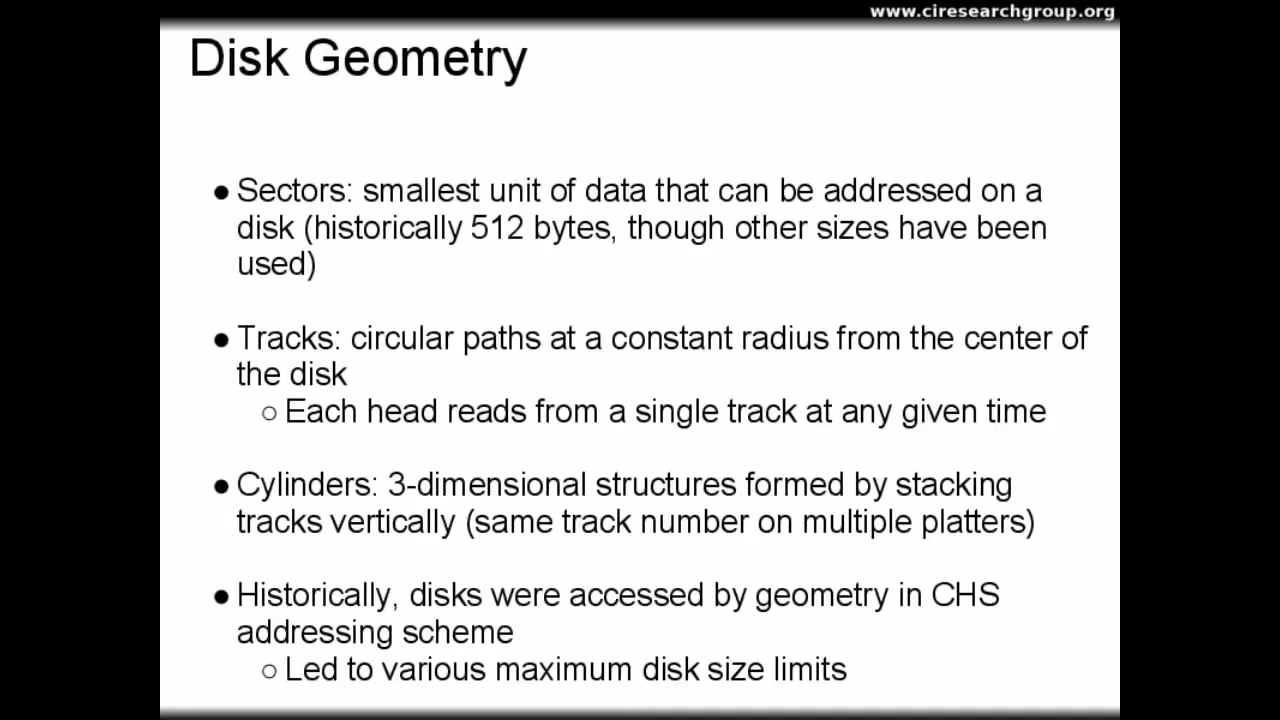 www.ciresearchgroup.org
Disk Geometry
● Sectors: smallest unit of data that can be addressed on a
disk (historically 512 bytes, though other sizes have been
used)
● Tracks: circular paths at a constant radius from the center of
the disk
○ Each head reads from a single track at any given time
● Cylinders: 3-dimensional structures formed by stacking
tracks vertically (same track number on multiple platters)
● Historically, disks were accessed by geometry in CHS
addressing scheme
○ Led to various maximum disk size limits